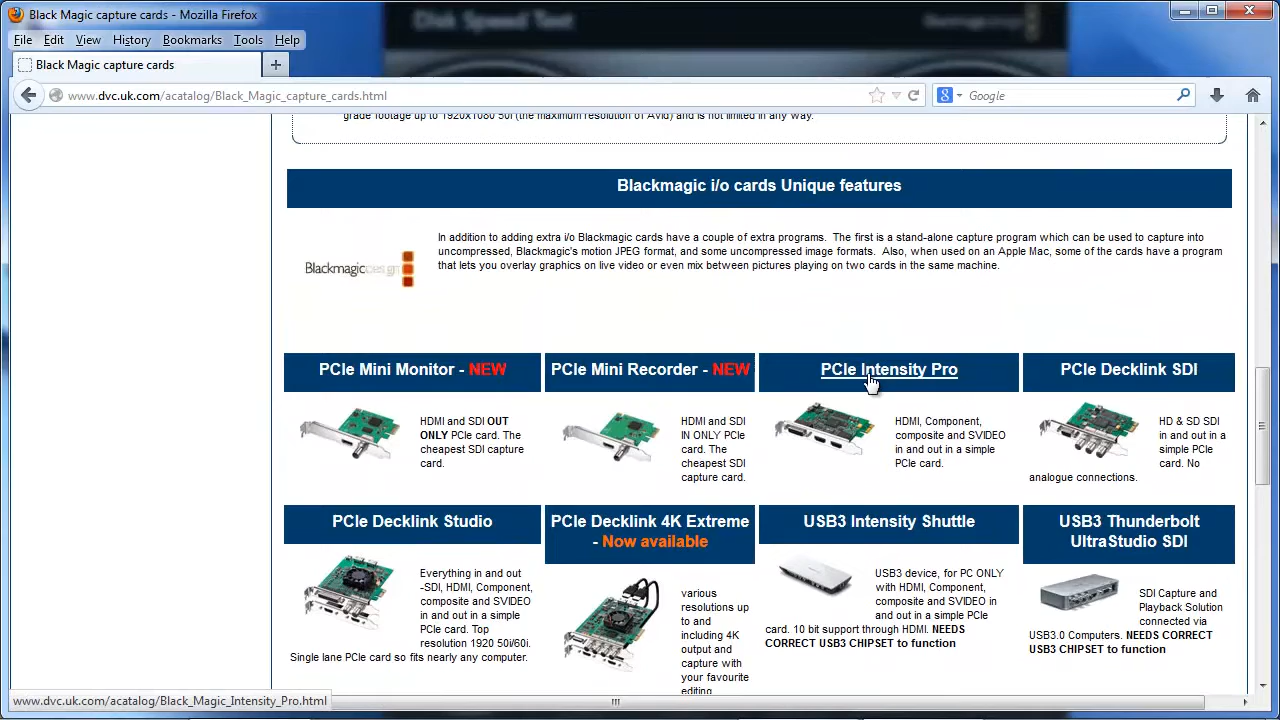 Black Magic capture cards - Mozilla Firefox
Disk Speed Test
File Edit View History Bookmarks Tools Help
Black Magic capture cards
www.dvc.uk.com/acatalog/Black_Magic_capture_cards.html
Google
grade footage up to 1920x1080 50i (the maximum resolution of Avid) and is not limited in any way.
Blackmagic i/o cards Unique features
In addition to adding extra i/o Blackmagic cards have a couple of extra programs. The first is a stand-alone capture program which can be used to capture into
uncompressed, Blackmagic's motion JPEG format, and some uncompressed image formats. Also, when used on an Apple Mac, some of the cards have a program
that lets you overlay graphics on live video or even mix between pictures playing on two cards in the same machine.
Blackmagicdesign
PCIe Mini Monitor - NEW
HDMI and SDI OUT
ONLY PCIe card. The
cheapest SDI capture
card.
PCIe Mini Recorder - NEW
HDMI and SDI
IN ONLY PCIe
card. The
cheapest SDI
capture card.
PCIe Intensity Pro
HDMI, Component,
composite and SVIDEO
in and out in a simple
PCIe card.
PCIe Decklink SDI
HD & SD SDI
in and out in a
simple PCIe
card. No
analogue connections.
PCIe Decklink Studio
Everything in and out
-SDI, HDMI, Component,
composite and SVIDEO
in and out in a simple
PCIe card. Top
resolution 1920 50i/60i.
Single lane PCIe card so fits nearly any computer.
PCIe Decklink 4K Extreme
- Now available
various
resolutions up
to and
including 4K
output and
capture with
your favourite
editing
USB3 Intensity Shuttle
USB3 device, for PC ONLY
with HDMI, Component,
composite and SVIDEO in
and out in a simple PCIe
card. 10 bit support through HDMI. NEEDS
CORRECT USB3 CHIPSET to function
USB3 Thunderbolt
UltraStudio SDI
SDI Capture and
Playback Solution
connected via
USB3.0 Computers. NEEDS CORRECT
USB3 CHIPSET to function
www.dvc.uk.com/acatalog/Black_Magic_Intensity_Pro.html